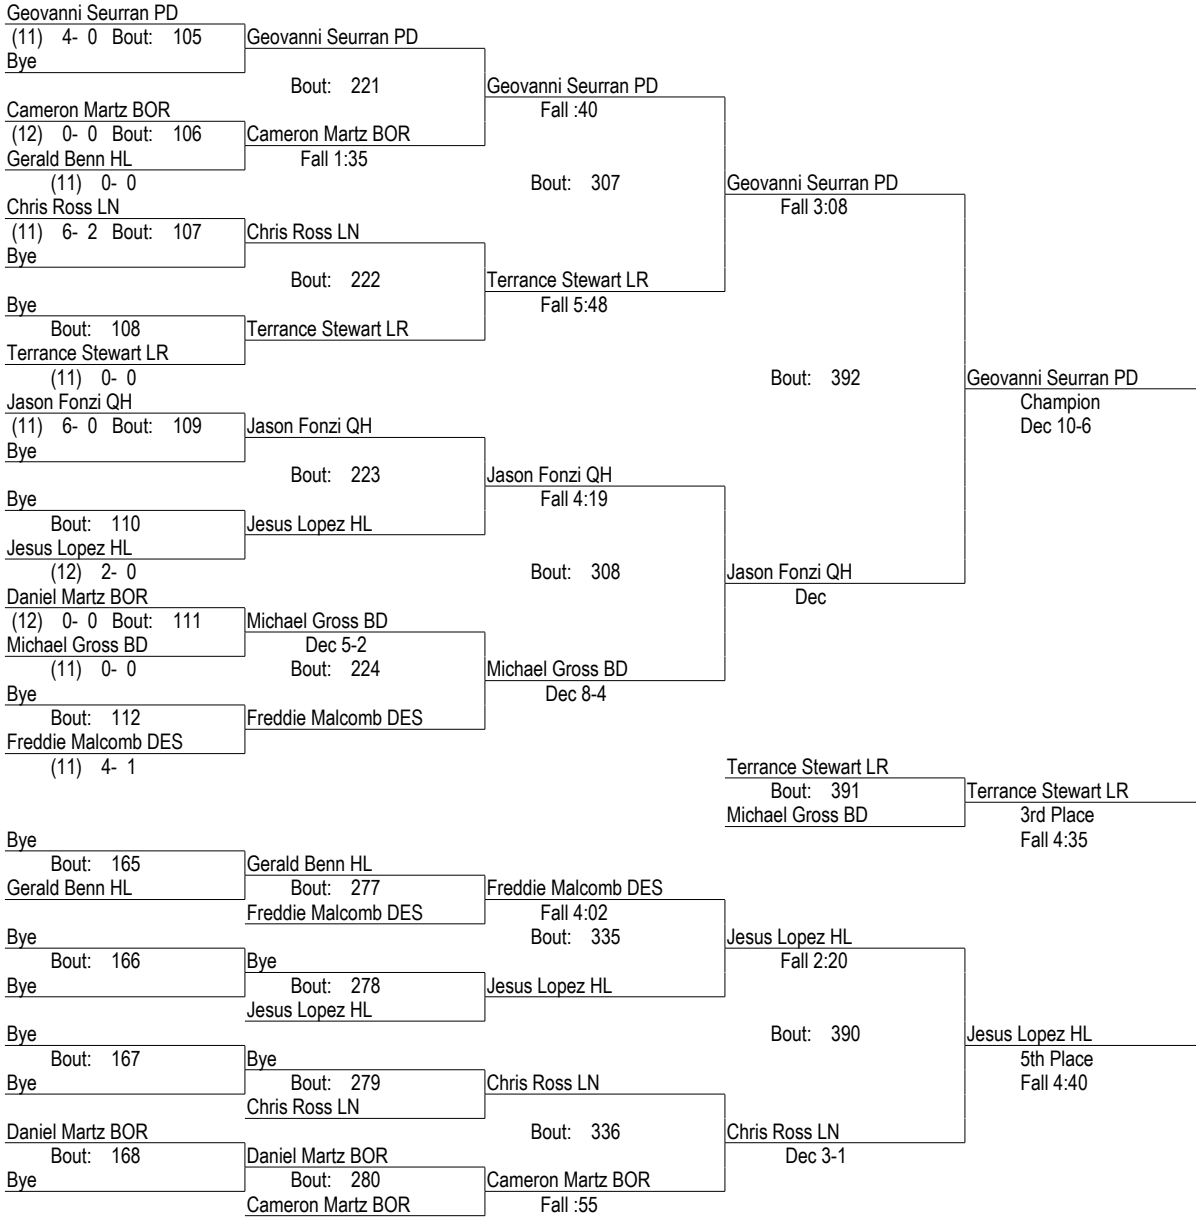 Geovanni Seurran PD
(11) 4- 0 Bout: 105 Geovanni Seurran PD
Bye
Bout: 221 Geovanni Seurran PD
Cameron Martz BOR Fall :40
(12) 0- 0 Bout: 106 Cameron Martz BOR
Gerald Benn HL Fall 1:35
(11) 0- 0 Bout: 307 Geovanni Seurran PD
Chris Ross LN Fall 3:08
(11) 6- 2 Bout: 107 Chris Ross LN
Bye
Bout: 222 Terrance Stewart LR
Bye Fall 5:48
Bout: 108 Terrance Stewart LR
Terrance Stewart LR
(11) 0- 0 Bout: 392 Geovanni Seurran PD
Jason Fonzi QH Champion
(11) 6- 0 Bout: 109 Jason Fonzi QH Dec 10-6
Bye
Bout: 223 Jason Fonzi QH
Bye Fall 4:19
Bout: 110 Jesus Lopez HL
Jesus Lopez HL
(12) 2- 0 Bout: 308 Jason Fonzi QH
Daniel Martz BOR Dec
(12) 0- 0 Bout: 111 Michael Gross BD
Michael Gross BD Dec 5-2
(11) 0- 0 Bout: 224 Michael Gross BD
Bye Dec 8-4
Bout: 112 Freddie Malcomb DES
Freddie Malcomb DES
(11) 4- 1 Terrance Stewart LR
Bout: 391 Terrance Stewart LR
Michael Gross BD 3rd Place
Bye Fall 4:35
Bout: 165 Gerald Benn HL
Gerald Benn HL Bout: 277 Freddie Malcomb DES
Freddie Malcomb DES Fall 4:02
Bye Bout: 335 Jesus Lopez HL
Bout: 166 Bye Fall 2:20
Bye Bout: 278 Jesus Lopez HL
Jesus Lopez HL
Bye Bout: 390 Jesus Lopez HL
Bout: 167 Bye 5th Place
Bye Bout: 279 Chris Ross LN Fall 4:40
Chris Ross LN
Daniel Martz BOR Bout: 336 Chris Ross LN
Bout: 168 Daniel Martz BOR Dec 3-1
Bye Bout: 280 Cameron Martz BOR
Cameron Martz BOR Fall :55